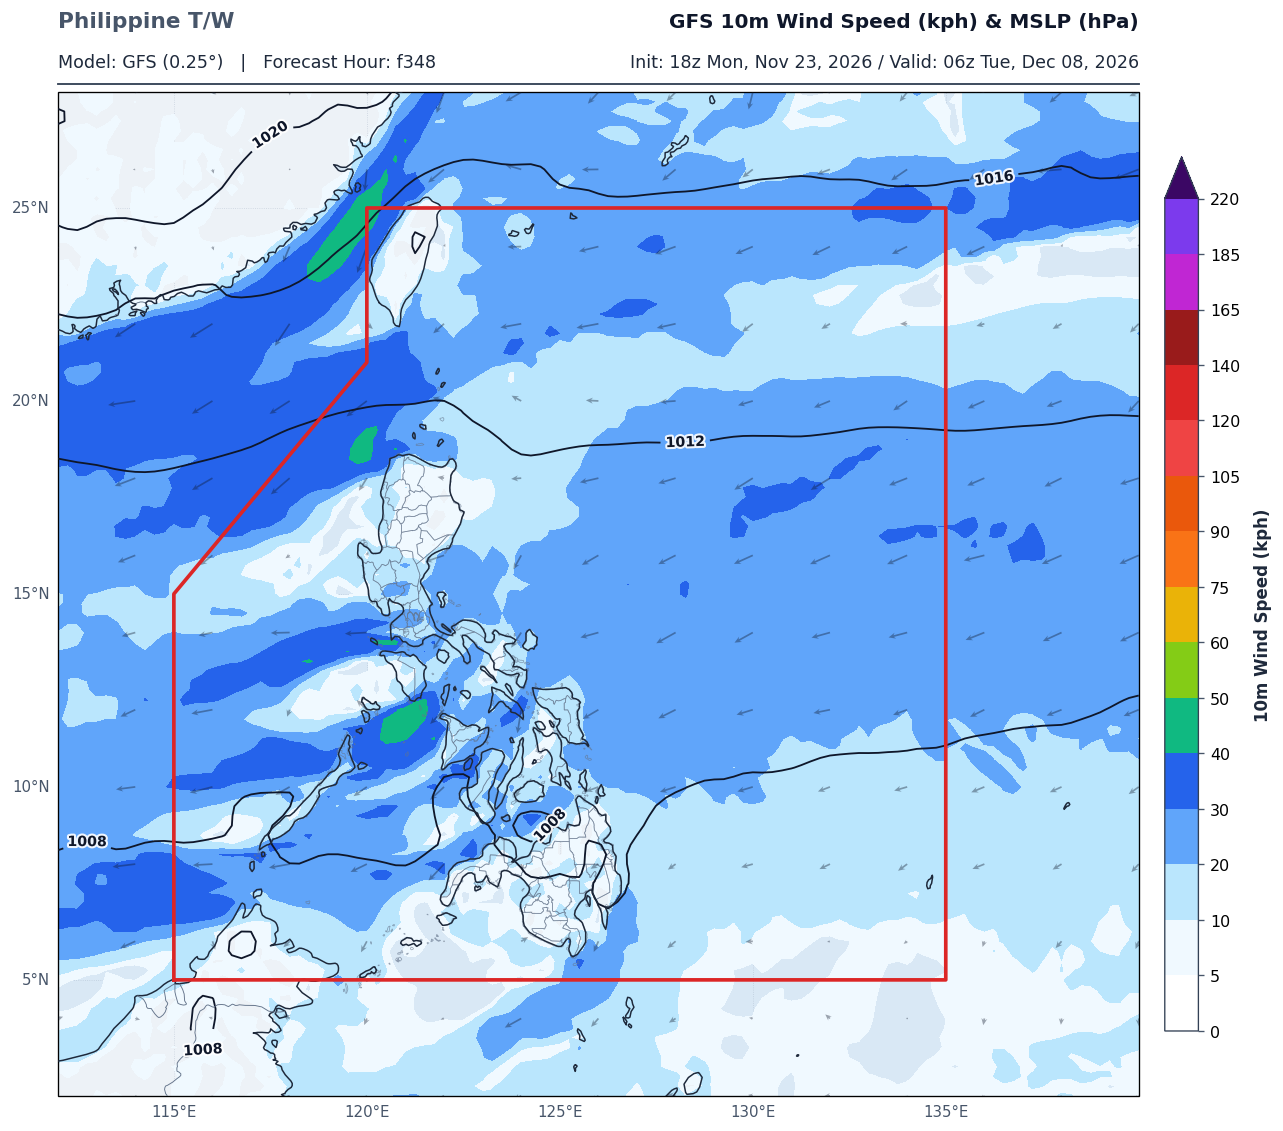 Philippine T/W
GFS 10m Wind Speed (kph) & MSLP (hPa)
Model: GFS (0.25°)   |   Forecast Hour: f348
Init: 18z Mon, Nov 23, 2026 / Valid: 06z Tue, Dec 08, 2026
1020
1016
1012
1008
1008
1008
25°N
20°N
15°N
10°N
5°N
115°E
120°E
125°E
130°E
135°E
220
185
165
140
120
105
90
75
60
50
40
30
20
10
5
0
10m Wind Speed (kph)